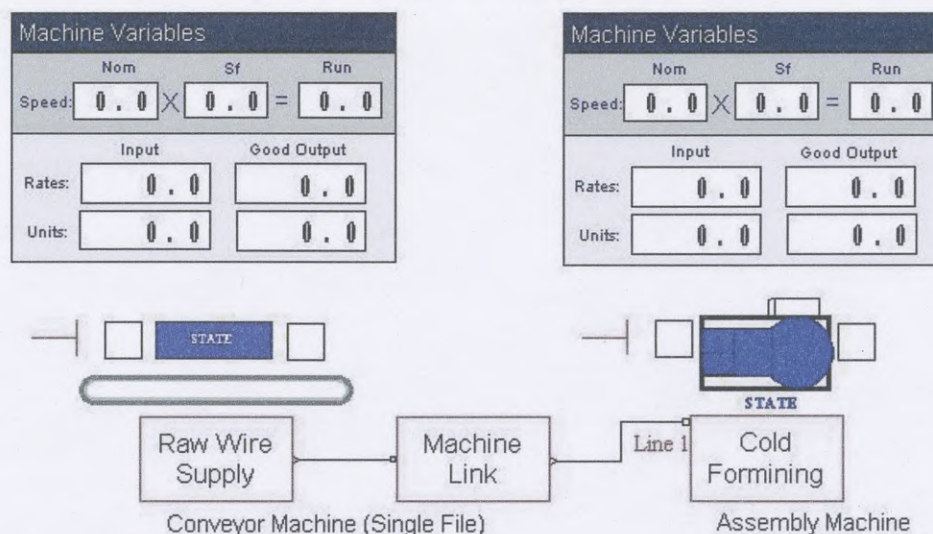 Machine Variables
Nom Sf Run
Speed: 0.0 X 0.0 = 0.0
Input Good Output
Rates: 0.0 0.0
Units: 0.0 0.0
Machine Variables
Nom Sf Run
Speed: 0.0 X 0.0 = 0.0
Input Good Output
Rates: 0.0 0.0
Units: 0.0 0.0
STATE
STATE
Raw Wire
Supply
Machine
Link
Line 1
Cold
Formining
Conveyor Machine (Single File)
Assembly Machine